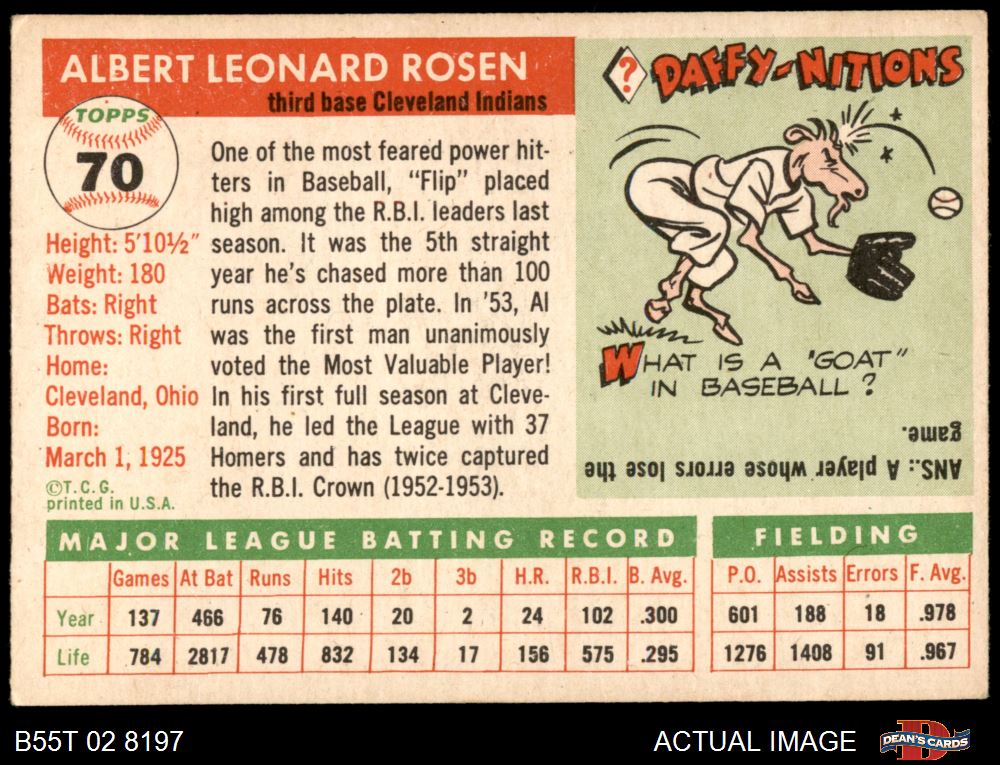 ALBERT LEONARD ROSEN
third base Cleveland Indians
TOPPS
70
Height: 5'10½"
Weight: 180
Bats: Right
Throws: Right
Home:
Cleveland, Ohio
Born:
March 1, 1925
©T.C.G.
printed in U.S.A.
One of the most feared power hit-
ters in Baseball, “Flip” placed
high among the R.B.I. leaders last
season. It was the 5th straight
year he's chased more than 100
runs across the plate. In '53, Al
was the first man unanimously
voted the Most Valuable Player!
In his first full season at Cleve-
land, he led the League with 37
Homers and has twice captured
the R.B.I. Crown (1952-1953).
? DAFFY-NITIONS
WHAT IS A "GOAT"
IN BASEBALL?
ANS.: A player whose errors lose the
game.
MAJOR LEAGUE BATTING RECORD
Games At Bat Runs Hits 2b 3b H.R. R.B.I. B. Avg.
Year 137 466 76 140 20 2 24 102 .300
Life 784 2817 478 832 134 17 156 575 .295
FIELDING
P.O. Assists Errors F. Avg.
601 188 18 .978
1276 1408 91 .967
B55T 02 8197
ACTUAL IMAGE
D
DEAN'S CARDS